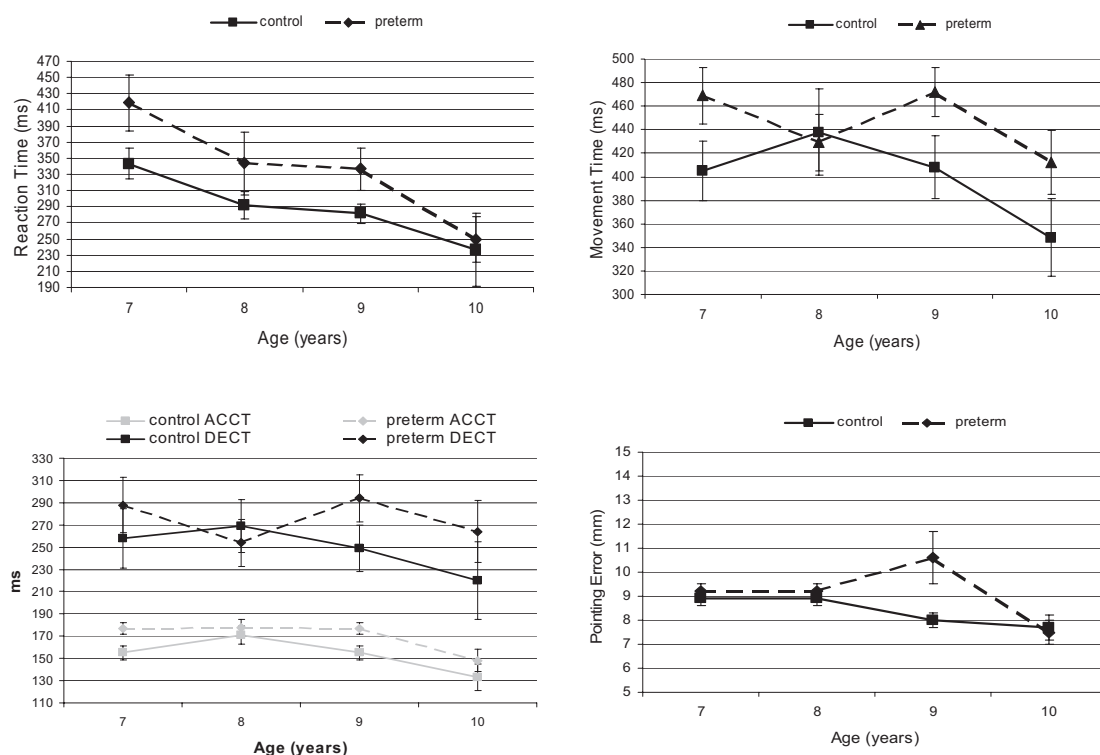 control preterm
470
450
430
410
390
370
350
330
310
290
270
250
230
210
190
Reaction Time (ms)
7 8 9 10
Age (years)
control preterm
500
480
460
440
420
400
380
360
340
320
300
Movement Time (ms)
7 8 9 10
Age (years)
control ACCT preterm ACCT
control DECT preterm DECT
330
310
290
270
250
230
210
190
170
150
130
110
ms
7 8 9 10
Age (years)
control preterm
15
14
13
12
11
10
9
8
7
6
5
Pointing Error (mm)
7 8 9 10
Age (years)